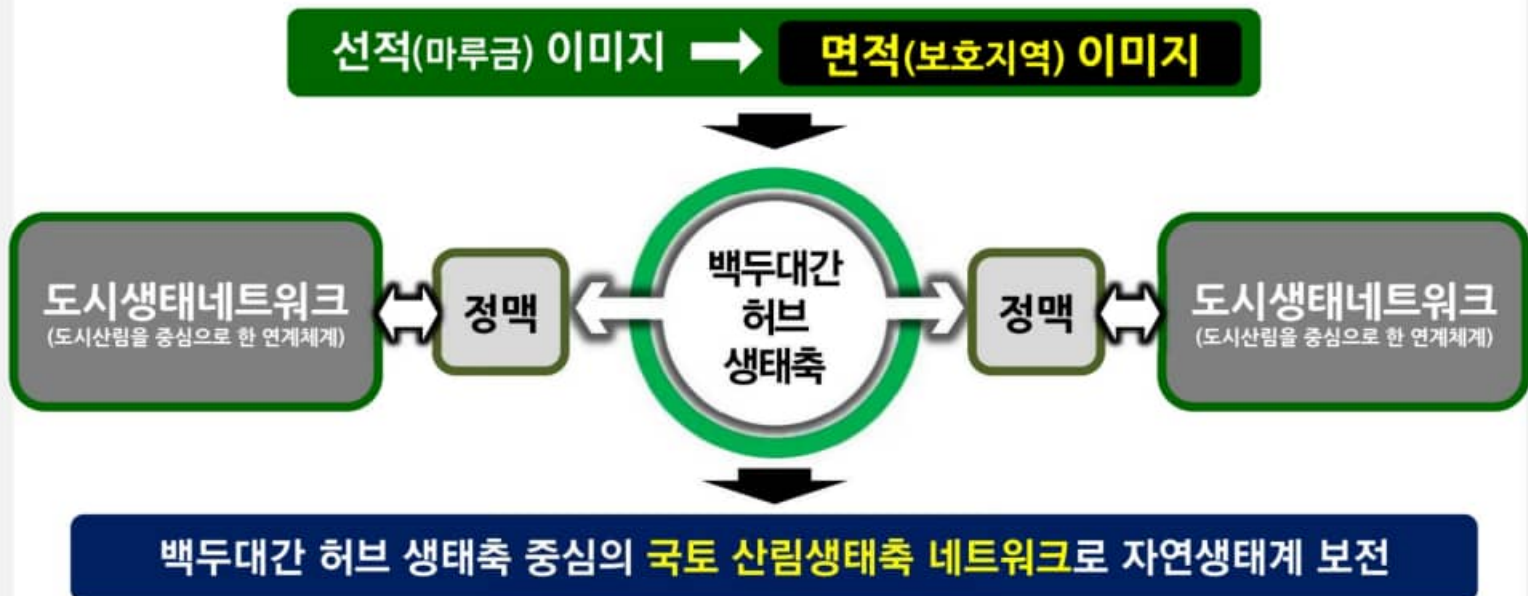 선적(마루금) 이미지
면적(보호지역) 이미지
도시생태네트워크
(도시산림을 중심으로 한 연계체계)
정맥
백두대간
허브
생태축
정맥
도시생태네트워크
(도시산림을 중심으로 한 연계체계)
백두대간 허브 생태축 중심의 국토 산림생태축 네트워크로 자연생태계 보전